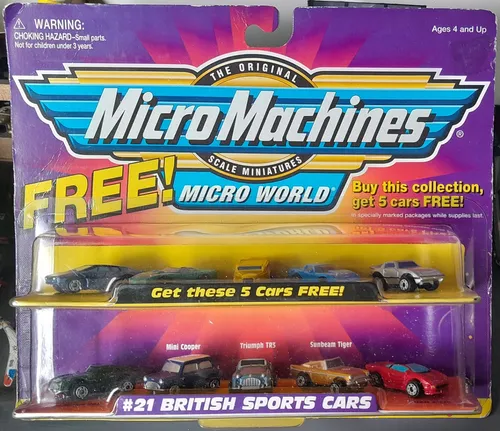 ⚠ WARNING:
CHOKING HAZARD-Small parts.
Not for children under 3 years.
Ages 4 and Up
THE ORIGINAL
MicroMachines®
SCALE MINIATURES
FREE!
MICRO WORLD®
Buy this collection,
get 5 cars FREE!
in specially marked packages while supplies last.
Get these 5 Cars FREE!
Mini Cooper
Triumph TR5
Sunbeam Tiger
#21 BRITISH SPORTS CARS